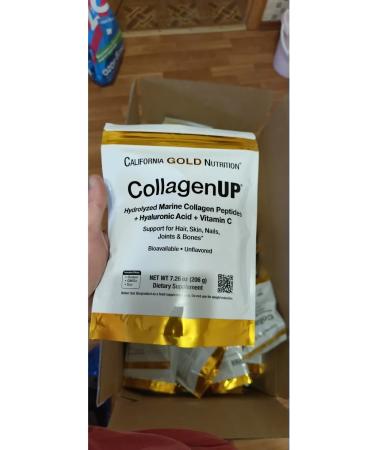 CALIFORNIA GOLD NUTRITION®
CollagenUP®
Hydrolyzed Marine Collagen Peptides
+ Hyaluronic Acid + Vitamin C
Support for Hair, Skin, Nails,
Joints & Bones*
Bioavailable • Unflavored
NET WT 7.26 oz (206 g)
Dietary Supplement